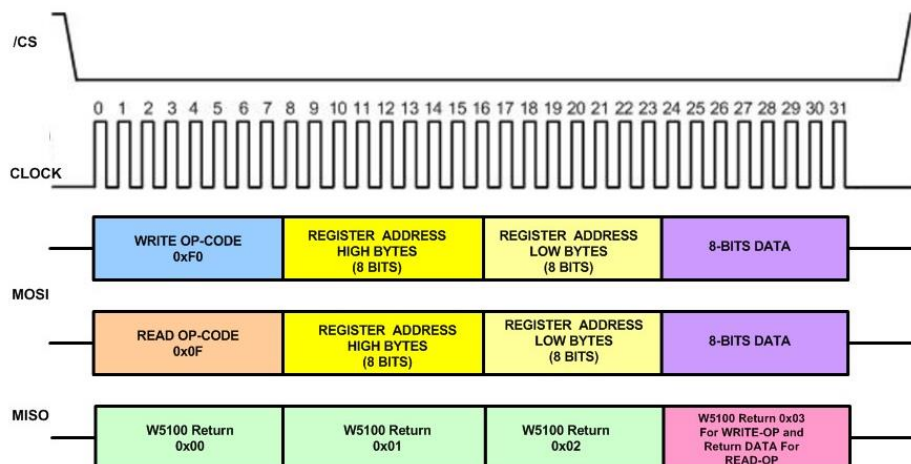 /CS
0 1 2 3 4 5 6 7 8 9 10 11 12 13 14 15 16 17 18 19 20 21 22 23 24 25 26 27 28 29 30 31
CLOCK
WRITE OP-CODE
0xF0
REGISTER ADDRESS
HIGH BYTES
(8 BITS)
REGISTER ADDRESS
LOW BYTES
(8 BITS)
8-BITS DATA
MOSI
READ OP-CODE
0x0F
REGISTER ADDRESS
HIGH BYTES
(8 BITS)
REGISTER ADDRESS
LOW BYTES
(8 BITS)
8-BITS DATA
MISO
W5100 Return
0x00
W5100 Return
0x01
W5100 Return
0x02
W5100 Return 0x03
For WRITE-OP and
Return DATA For
READ-OP